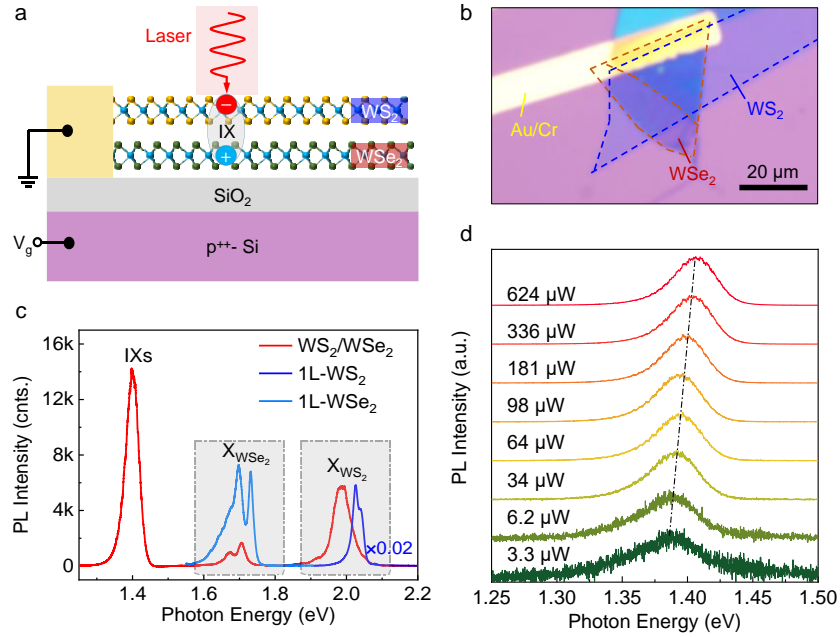 a
Laser
−
IX
+
WS2
WSe2
SiO2
Vg
p++- Si
b
WS2
Au/Cr
WSe2
20 µm
c
16k
12k
8k
4k
0
PL Intensity (cnts.)
IXs
WS2/WSe2
1L-WS2
1L-WSe2
XWSe2
XWS2
×0.02
1.4 1.6 1.8 2.0 2.2
Photon Energy (eV)
d
624 µW
336 µW
181 µW
98 µW
64 µW
34 µW
6.2 µW
3.3 µW
PL Intensity (a.u.)
1.25 1.30 1.35 1.40 1.45 1.50
Photon Energy (eV)